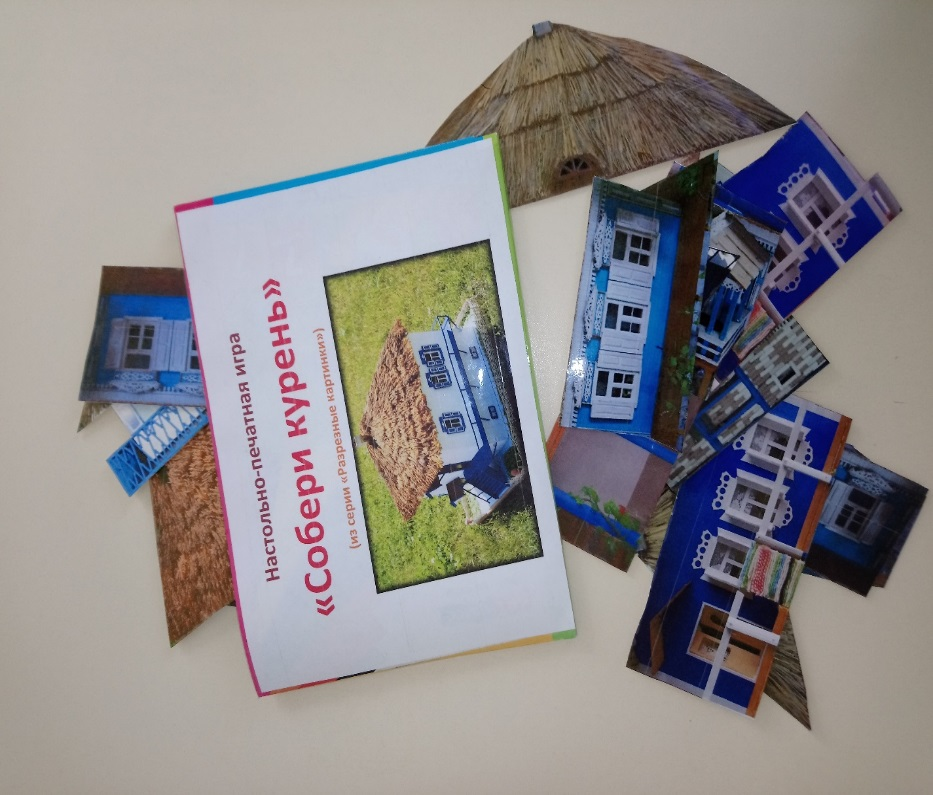 Настольно-печатная игра
«Собери курень»
(из серии «Разрезные картинки»)